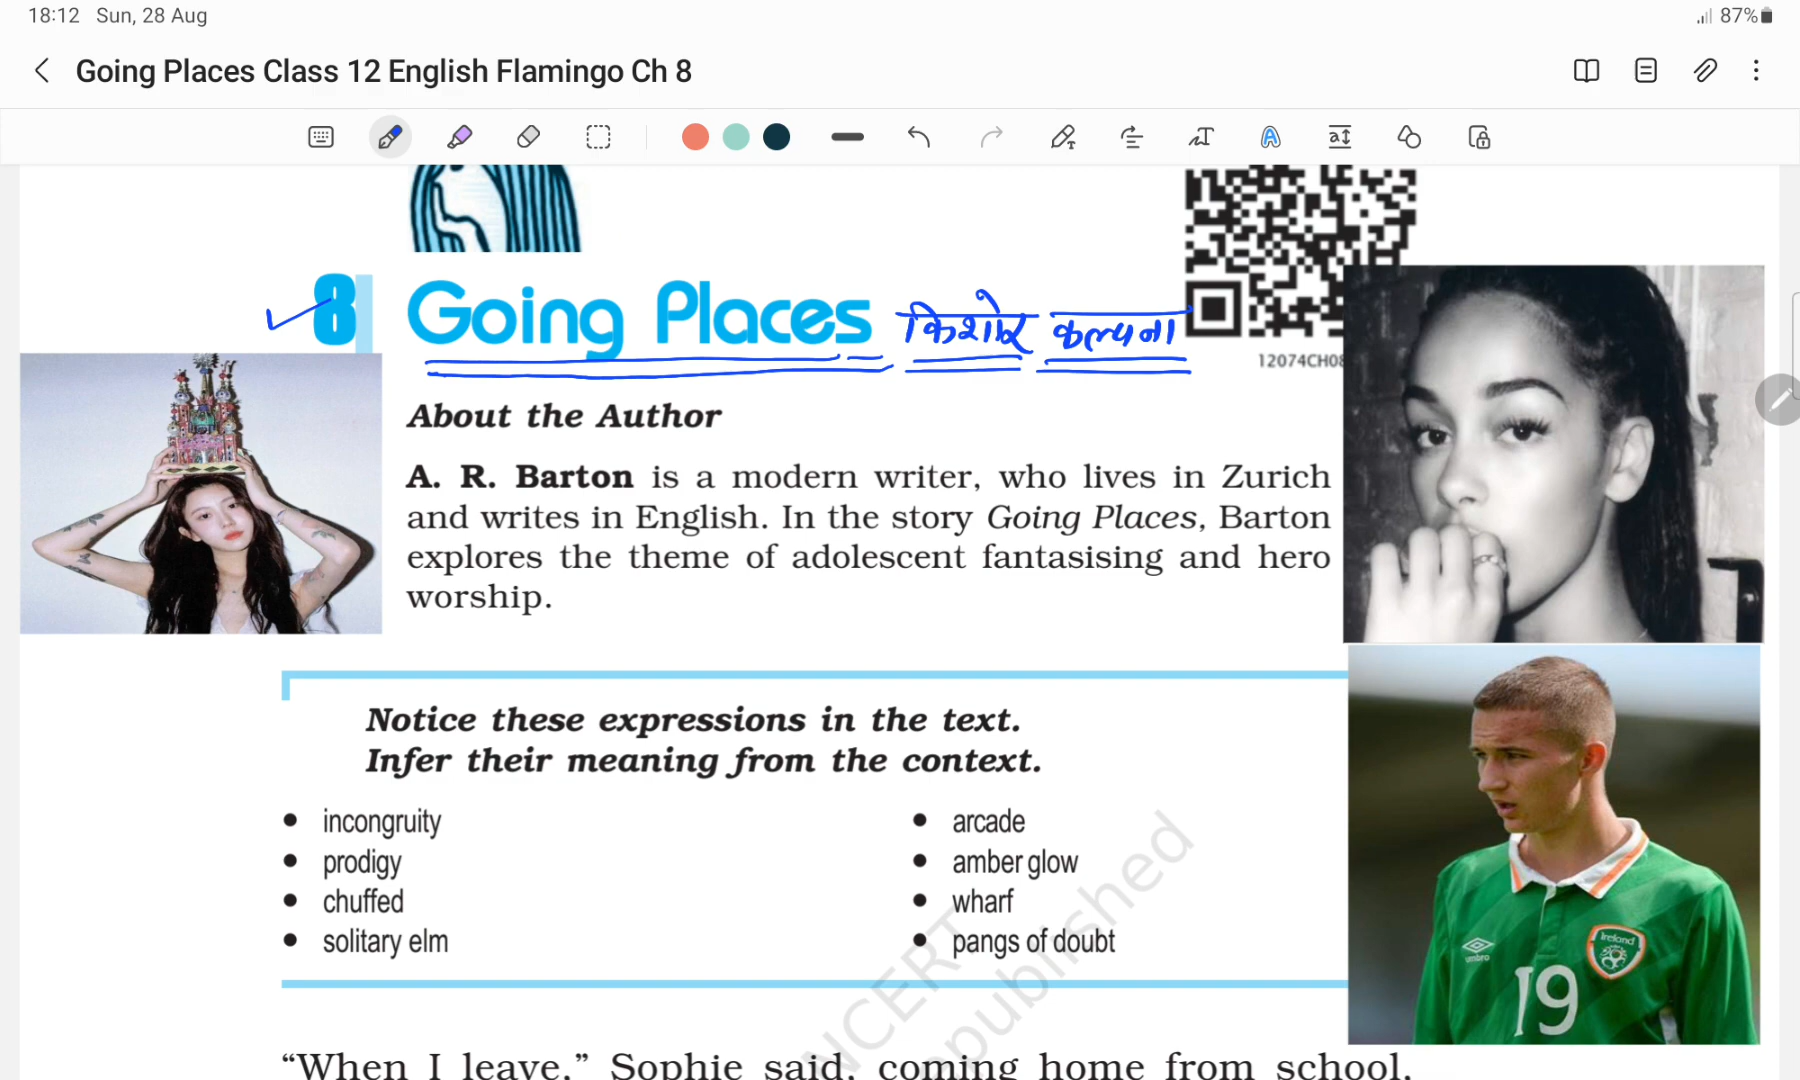 18:12 Sun, 28 Aug
87%
Going Places Class 12 English Flamingo Ch 8
8 Going Places किशोर कल्पना
12074CH08
About the Author
A. R. Barton is a modern writer, who lives in Zurich
and writes in English. In the story Going Places, Barton
explores the theme of adolescent fantasising and hero
worship.
Notice these expressions in the text.
Infer their meaning from the context.
• incongruity
• prodigy
• chuffed
• solitary elm
• arcade
• amber glow
• wharf
• pangs of doubt
umbro
Ireland
19
NCERT
republished
“When I leave,” Sophie said, coming home from school,